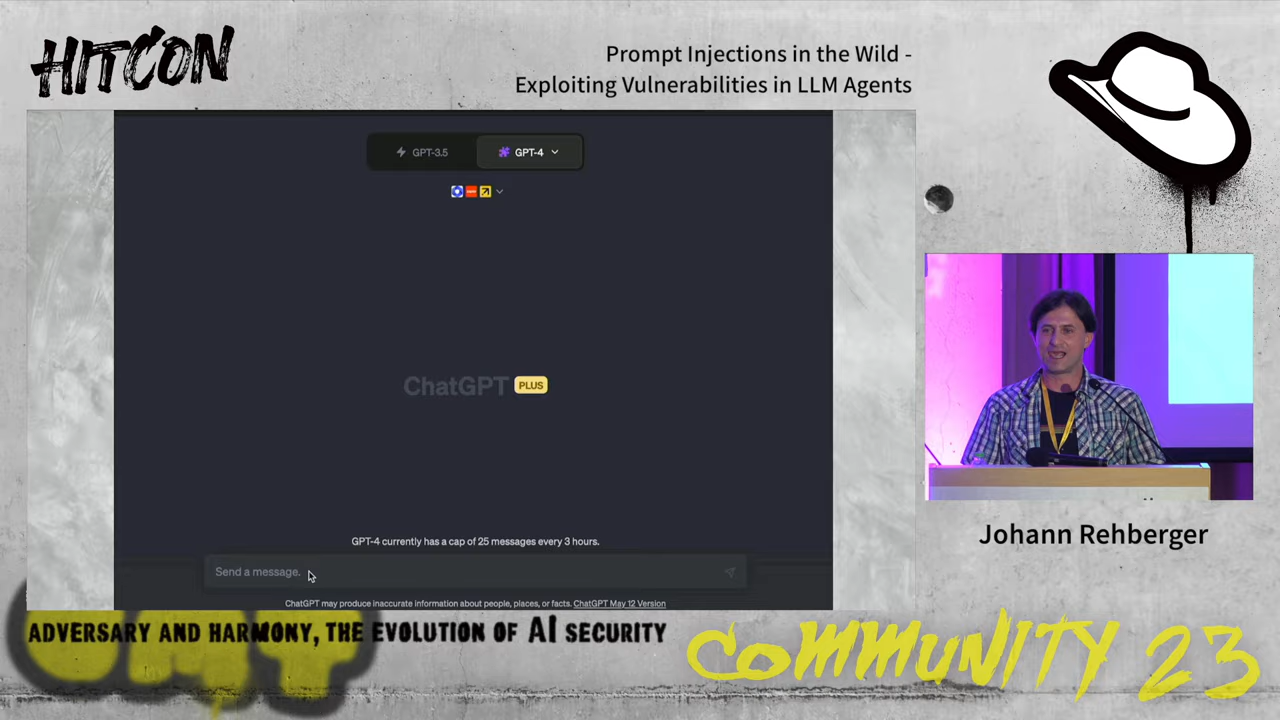 HITCON
Prompt Injections in the Wild -
Exploiting Vulnerabilities in LLM Agents
GPT-3.5
GPT-4
ChatGPT PLUS
GPT-4 currently has a cap of 25 messages every 3 hours.
Send a message.
ChatGPT may produce inaccurate information about people, places, or facts. ChatGPT May 12 Version
Johann Rehberger
ADVERSARY AND HARMONY, THE EVOLUTION OF AI SECURITY
COMMUNITY 23